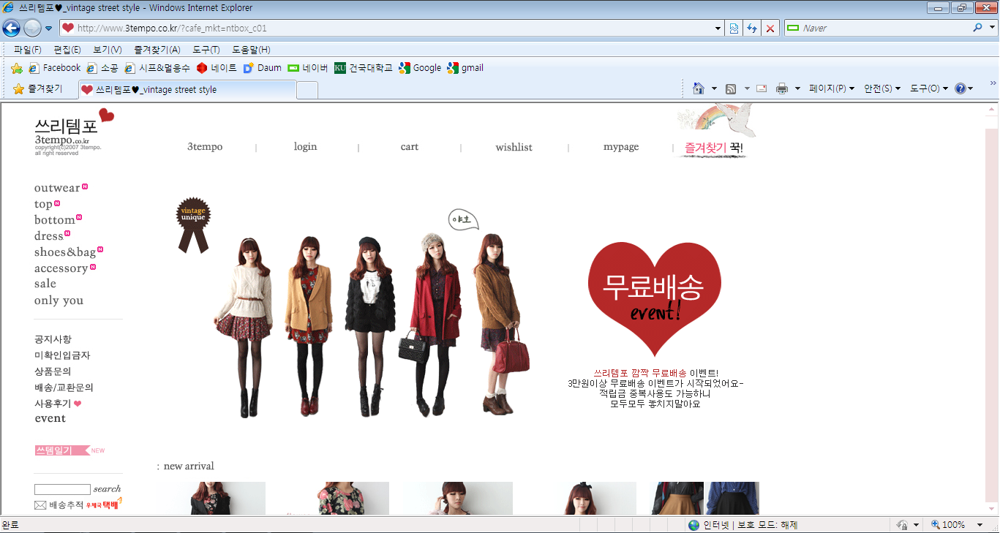 쓰리템포♥_vintage street style - Windows Internet Explorer
http://www.3tempo.co.kr/?cafe_mkt=ntbox_c01
Naver
파일(F) 편집(E) 보기(V) 즐겨찾기(A) 도구(T) 도움말(H)
Facebook 소공 시프&멀응수 네이트 Daum 네이버 KU 건국대학교 Google gmail
즐겨찾기 쓰리템포♥_vintage street style 페이지(P) 안전(S) 도구(O)
쓰리템포
3tempo.co.kr
copyright(c)2007 3tempo.
all right reserved
3tempo | login | cart | wishlist | mypage | 즐겨찾기 꾹!
outwear N
top N
bottom N
dress N
shoes&bag N
accessory N
sale
only you
공지사항
미확인입금자
상품문의
배송/교환문의
사용후기
event
쓰템일기 NEW
search
배송추적 우체국택배
vintage
unique
야호
무료배송
event!
쓰리템포 깜짝 무료배송 이벤트!
3만원이상 무료배송 이벤트가 시작되었어요~
적립금 중복사용도 가능하니
모두모두 놓치지말아요
: new arrival
완료 인터넷 | 보호 모드: 해제 100%